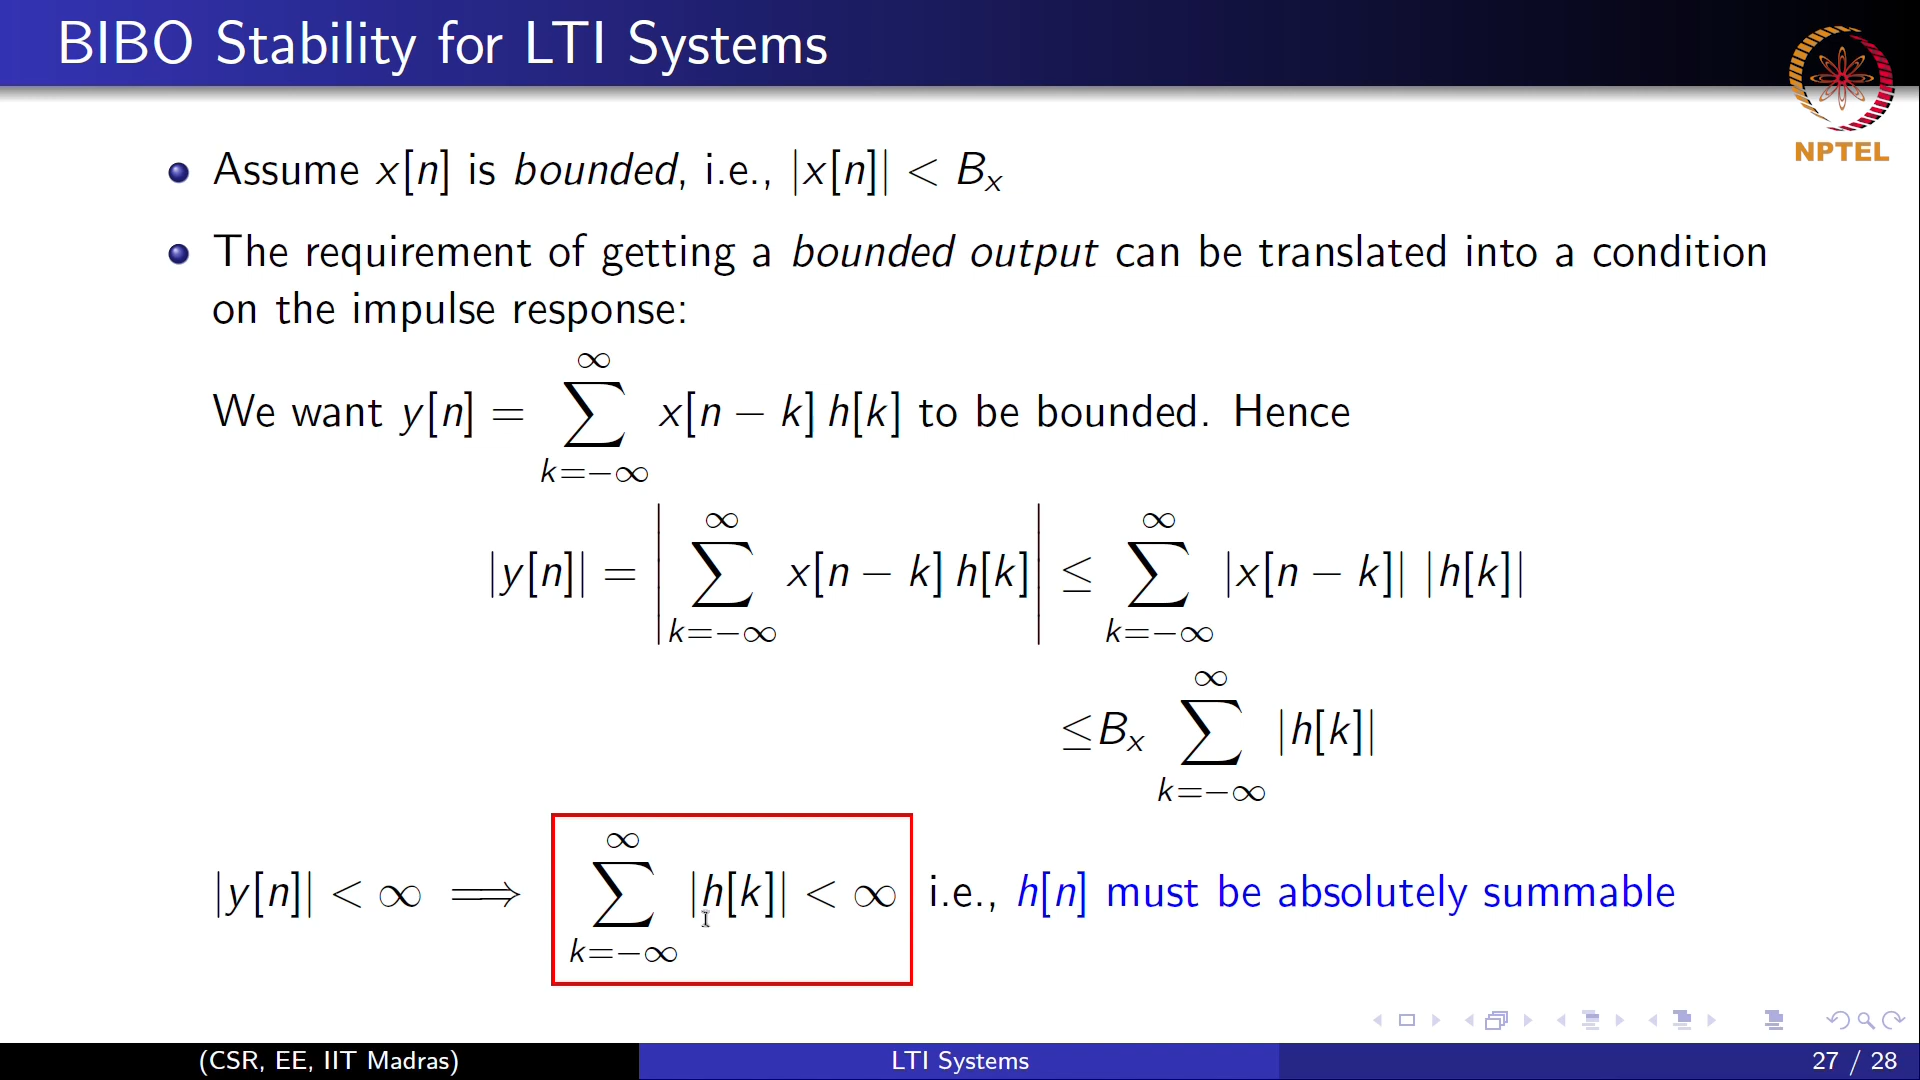 BIBO Stability for LTI Systems
NPTEL
Assume x[n] is bounded, i.e., |x[n]| < Bₓ
The requirement of getting a bounded output can be translated into a condition
on the impulse response:
We want y[n] = ∑_{k=−∞}^{∞} x[n − k] h[k] to be bounded. Hence
|y[n]| = |∑_{k=−∞}^{∞} x[n − k] h[k]| ≤ ∑_{k=−∞}^{∞} |x[n − k]| |h[k]|
≤ Bₓ ∑_{k=−∞}^{∞} |h[k]|
|y[n]| < ∞ ⟹ ∑_{k=−∞}^{∞} |h[k]| < ∞ i.e., h[n] must be absolutely summable
(CSR, EE, IIT Madras) LTI Systems 27 / 28